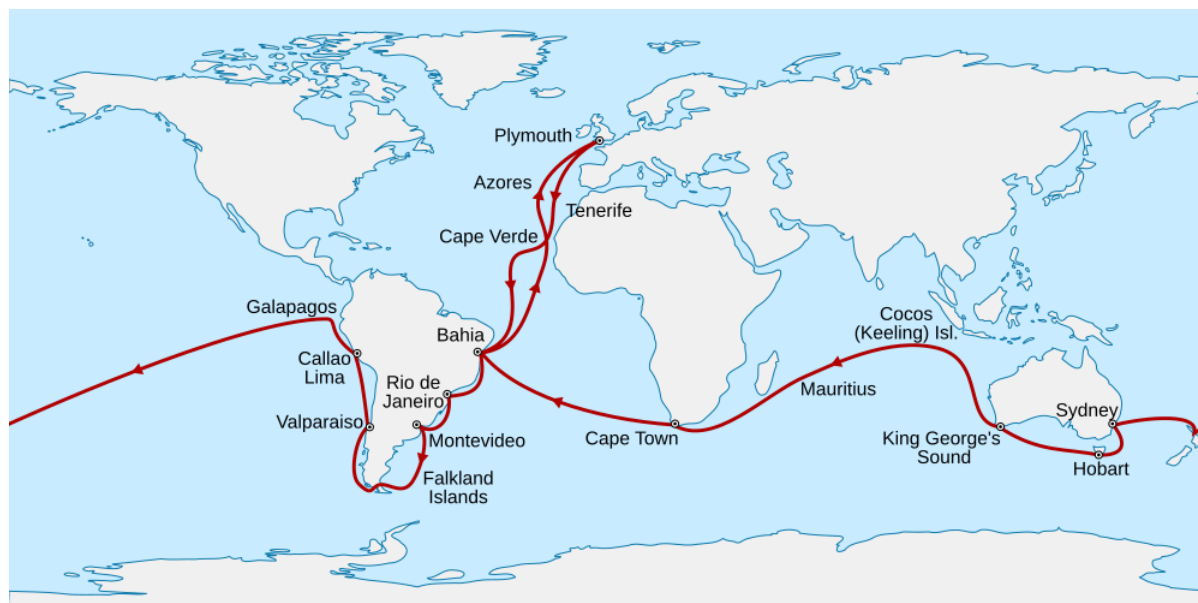 Plymouth
Azores
Tenerife
Cape Verde
Galapagos
Cocos
(Keeling) Isl.
Bahia
Callao
Lima
Rio de
Janeiro
Mauritius
Valparaiso
Sydney
Montevideo
Cape Town
King George's
Sound
Hobart
Falkland
Islands